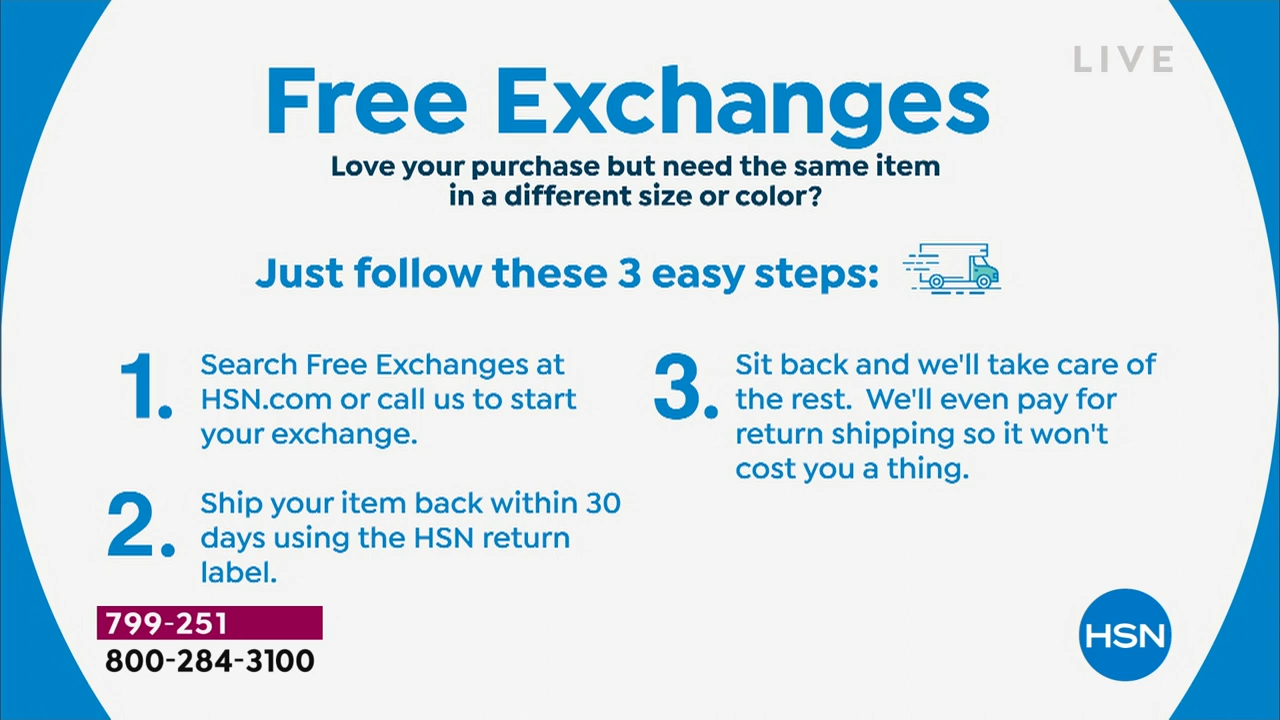 LIVE
Free Exchanges
Love your purchase but need the same item
in a different size or color?
Just follow these 3 easy steps:
1. Search Free Exchanges at
HSN.com or call us to start
your exchange.
2. Ship your item back within 30
days using the HSN return
label.
3. Sit back and we'll take care of
the rest. We'll even pay for
return shipping so it won't
cost you a thing.
799-251
800-284-3100
HSN